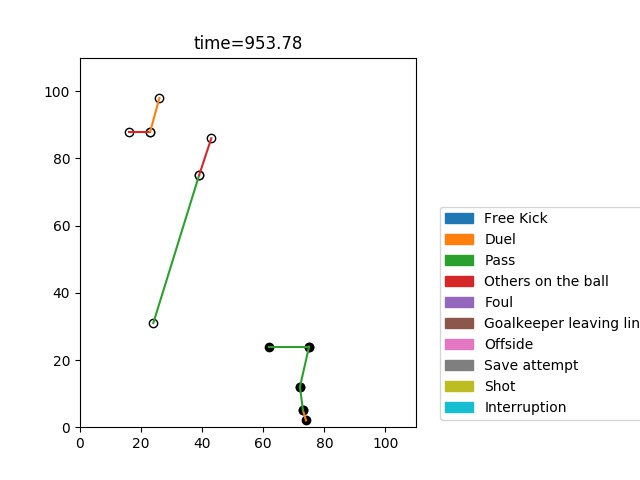 time=953.78
100
80
60
40
20
0
0 20 40 60 80 100
Free Kick
Duel
Pass
Others on the ball
Foul
Goalkeeper leaving lin
Offside
Save attempt
Shot
Interruption